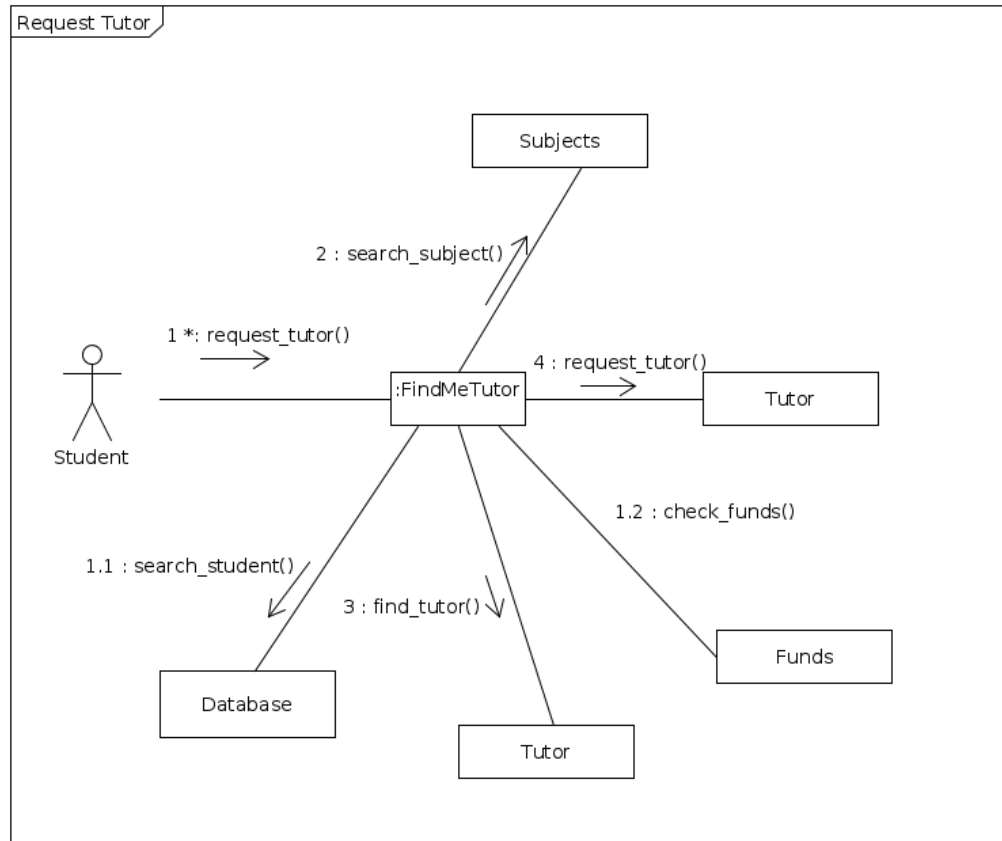 Request Tutor
Subjects
2 : search_subject()
1 *: request_tutor()
4 : request_tutor()
:FindMeTutor
Tutor
Student
1.2 : check_funds()
1.1 : search_student()
3 : find_tutor()
Funds
Database
Tutor